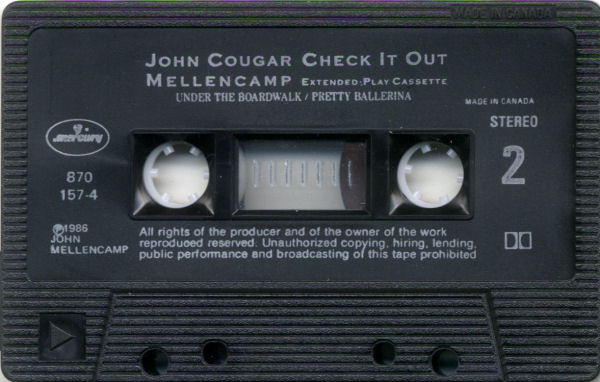 MADE IN CANADA
JOHN COUGAR CHECK IT OUT
MELLENCAMP EXTENDED-PLAY CASSETTE
UNDER THE BOARDWALK / PRETTY BALLERINA
MADE IN CANADA
STEREO
2
mercury
870
157-4
℗1986
JOHN
MELLENCAMP
All rights of the producer and of the owner of the work
reproduced reserved. Unauthorized copying, hiring, lending,
public performance and broadcasting of this tape prohibited